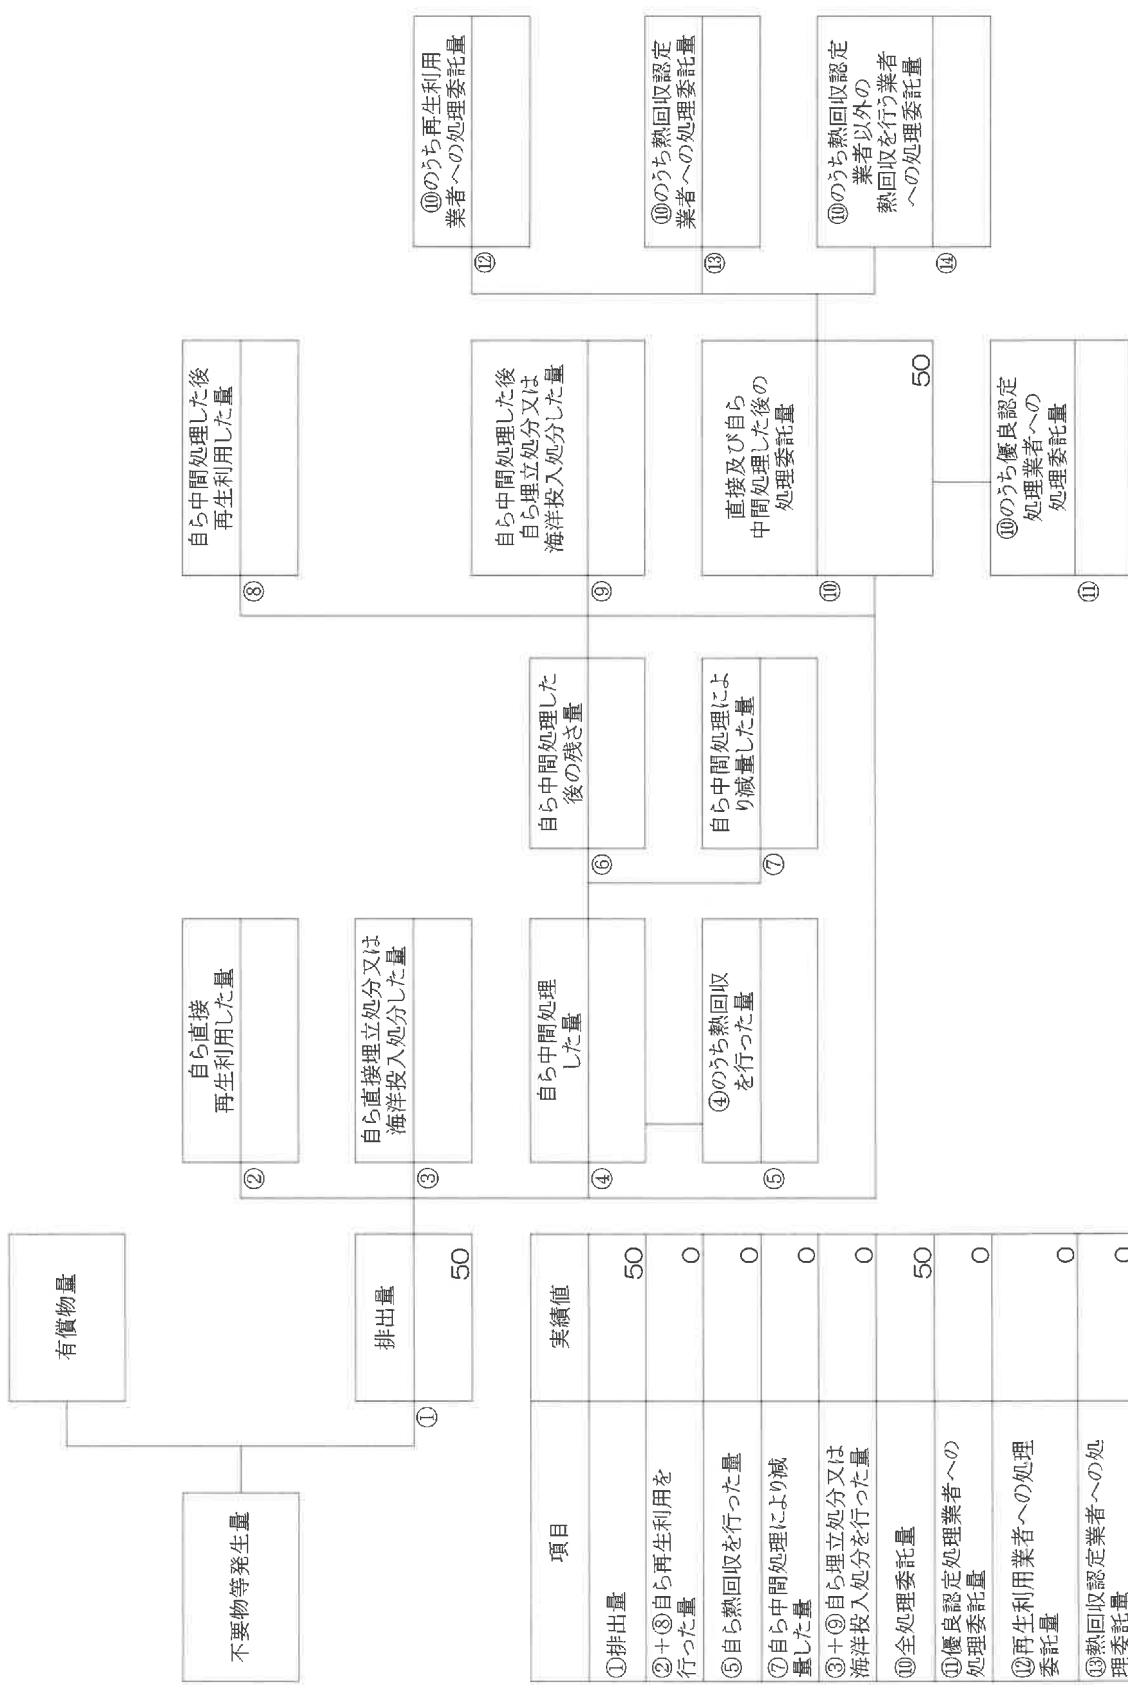 不要物等発生量
有償物量
①
排出量
50
②
自ら直接
再生利用した量
③
自ら直接埋立処分又は
海洋投入処分した量
④
自ら中間処理
した量
⑤
④のうち熱回収
を行った量
⑥
自ら中間処理した
後の残さ量
⑦
自ら中間処理によ
り減量した量
⑧
自ら中間処理した後
再生利用した量
⑨
自ら中間処理した後
自ら埋立処分又は
海洋投入処分した量
⑩
直接及び自ら
中間処理した後の
処理委託量
50
⑪
⑩のうち優良認定
処理業者への
処理委託量
⑫
⑩のうち再生利用
業者への処理委託量
⑬
⑩のうち熱回収認定
業者への処理委託量
⑭
⑩のうち熱回収認定
業者以外の
熱回収を行う業者
への処理委託量
項目 実績値
①排出量 50
②+⑧自ら再生利用を
行った量 0
⑤自ら熱回収を行った量 0
⑦自ら中間処理により減
量した量 0
③+⑨自ら埋立処分又は
海洋投入処分を行った量 0
⑩全処理委託量 50
⑪優良認定処理業者への
処理委託量 0
⑫再生利用業者への処理
委託量 0
⑬熱回収認定業者への処
理委託量 0